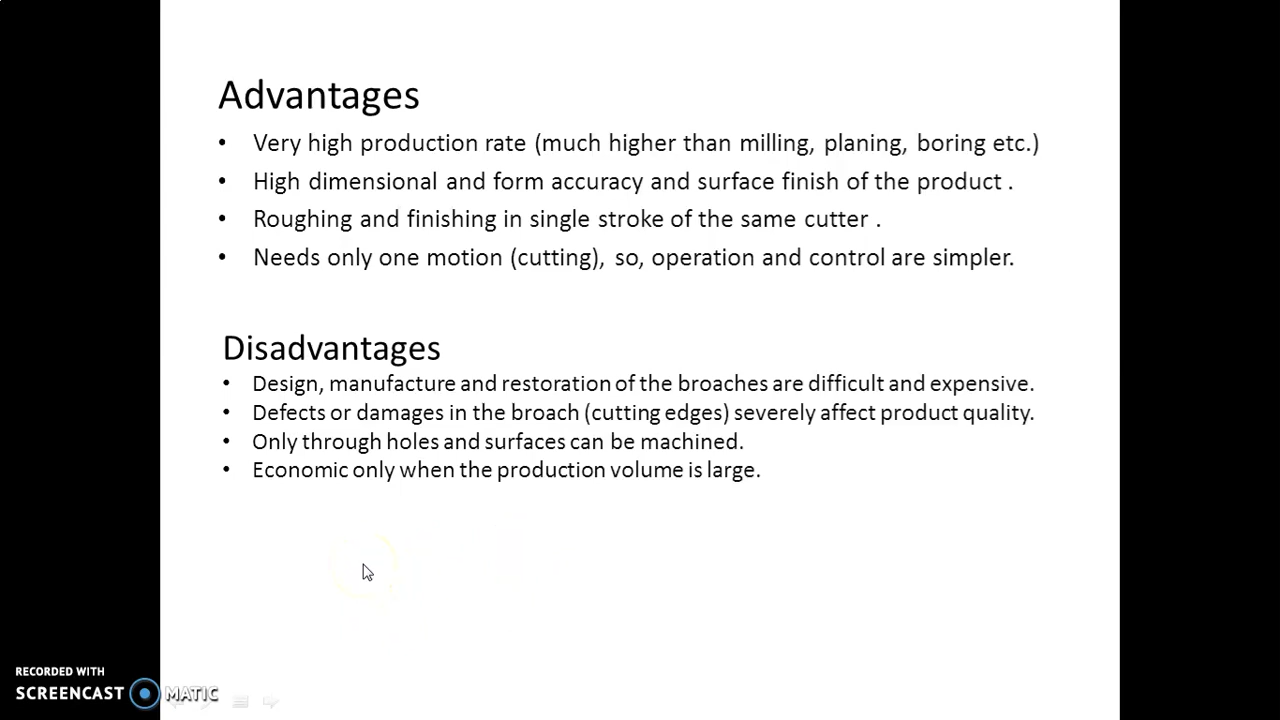 Advantages
• Very high production rate (much higher than milling, planing, boring etc.)
• High dimensional and form accuracy and surface finish of the product .
• Roughing and finishing in single stroke of the same cutter .
• Needs only one motion (cutting), so, operation and control are simpler.
Disadvantages
• Design, manufacture and restoration of the broaches are difficult and expensive.
• Defects or damages in the broach (cutting edges) severely affect product quality.
• Only through holes and surfaces can be machined.
• Economic only when the production volume is large.
RECORDED WITH
SCREENCAST MATIC